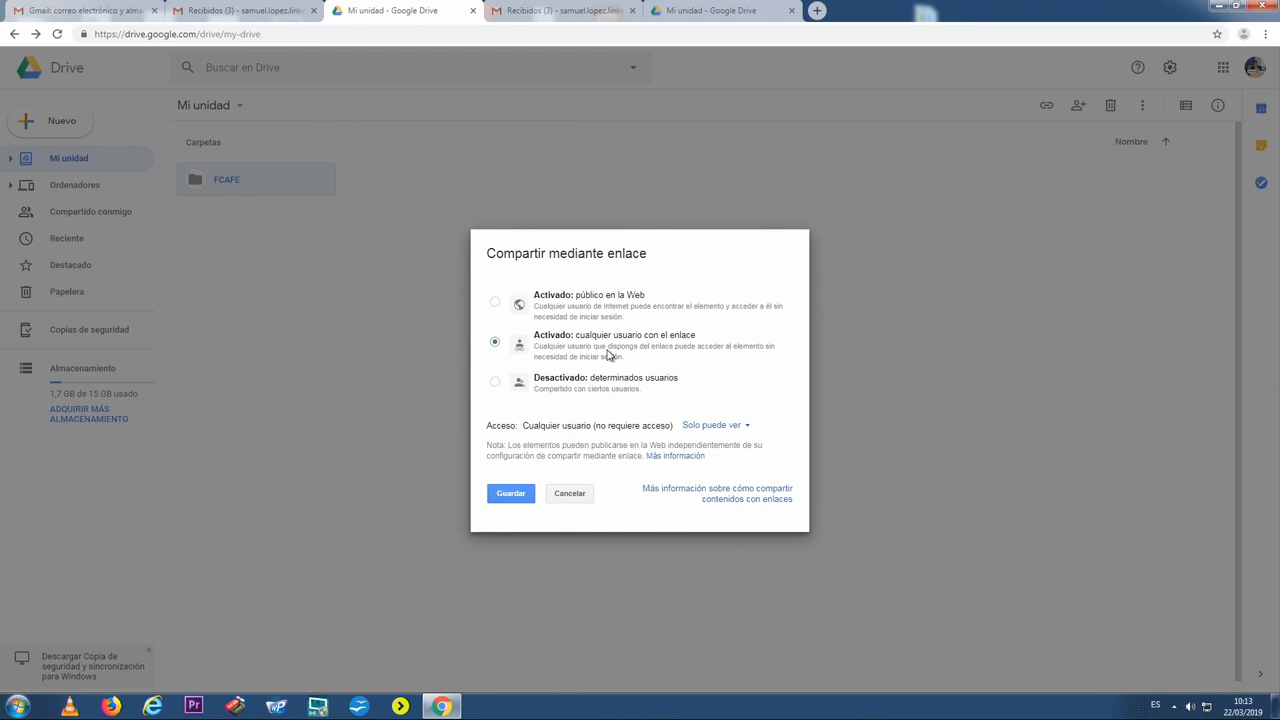 Gmail: correo electrónico y alma
Recibidos (3) - samuel.lopez.link
Mi unidad - Google Drive
Recibidos (3) - samuel.lopez.link
Mi unidad - Google Drive
https://drive.google.com/drive/my-drive
Drive
Buscar en Drive
Nuevo
Mi unidad
Ordenadores
Compartido conmigo
Reciente
Destacado
Papelera
Copias de seguridad
Almacenamiento
1,7 GB de 15 GB usado
ADQUIRIR MÁS
ALMACENAMIENTO
Descargar Copia de
seguridad y sincronización
para Windows
Mi unidad
Carpetas
Nombre
FCAFE
Compartir mediante enlace
Activado: público en la Web
Cualquier usuario de Internet puede encontrar el elemento y acceder a él sin
necesidad de iniciar sesión.
Activado: cualquier usuario con el enlace
Cualquier usuario que disponga del enlace puede acceder al elemento sin
necesidad de iniciar sesión.
Desactivado: determinados usuarios
Compartido con ciertos usuarios.
Acceso: Cualquier usuario (no requiere acceso) Solo puede ver
Nota: Los elementos pueden publicarse en la Web independientemente de su
configuración de compartir mediante enlace. Más información
Guardar
Cancelar
Más información sobre cómo compartir
contenidos con enlaces
Pr
ES
10:13
22/03/2019